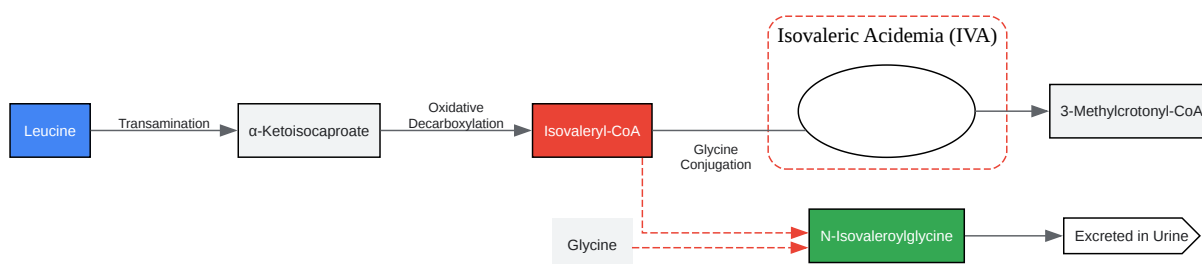 Isovaleric Acidemia (IVA)
Leucine
Transamination
α-Ketoisocaproate
Oxidative
Decarboxylation
Isovaleryl-CoA
Glycine
Conjugation
3-Methylcrotonyl-CoA
Glycine
N-Isovaleroylglycine
Excreted in Urine